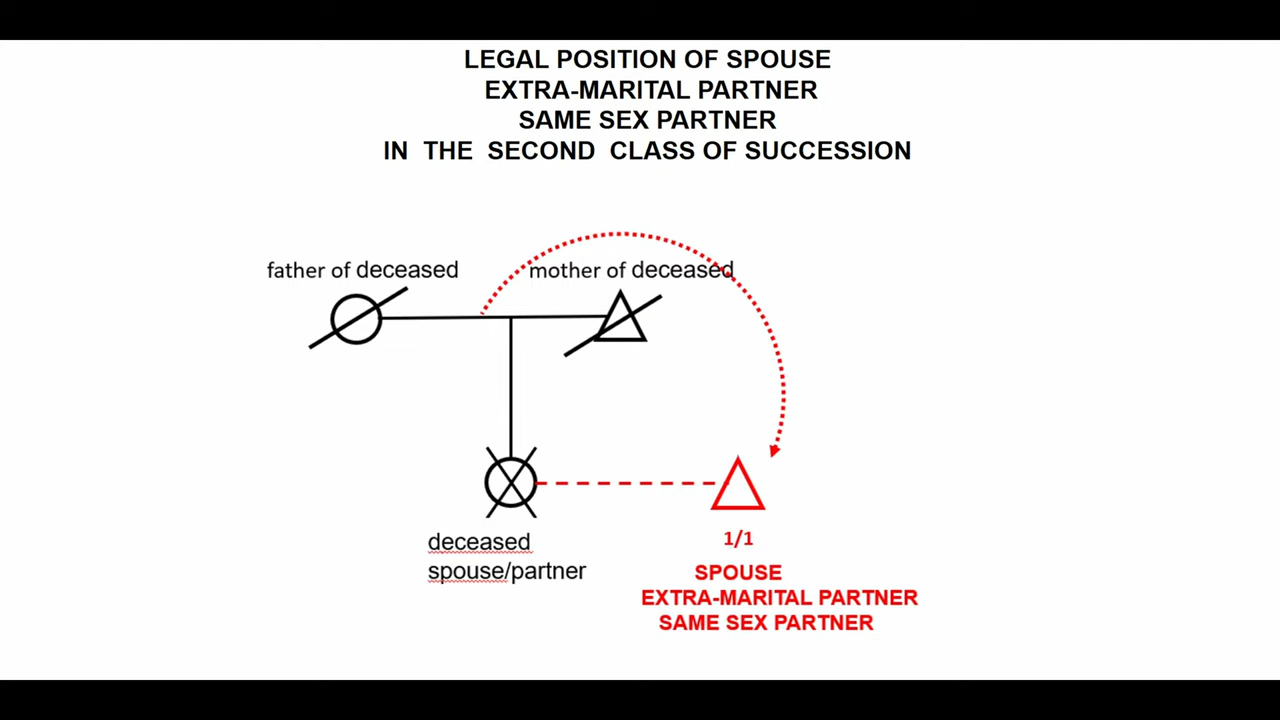 LEGAL POSITION OF SPOUSE
EXTRA-MARITAL PARTNER
SAME SEX PARTNER
IN THE SECOND CLASS OF SUCCESSION
father of deceased
mother of deceased
deceased
spouse/partner
1/1
SPOUSE
EXTRA-MARITAL PARTNER
SAME SEX PARTNER